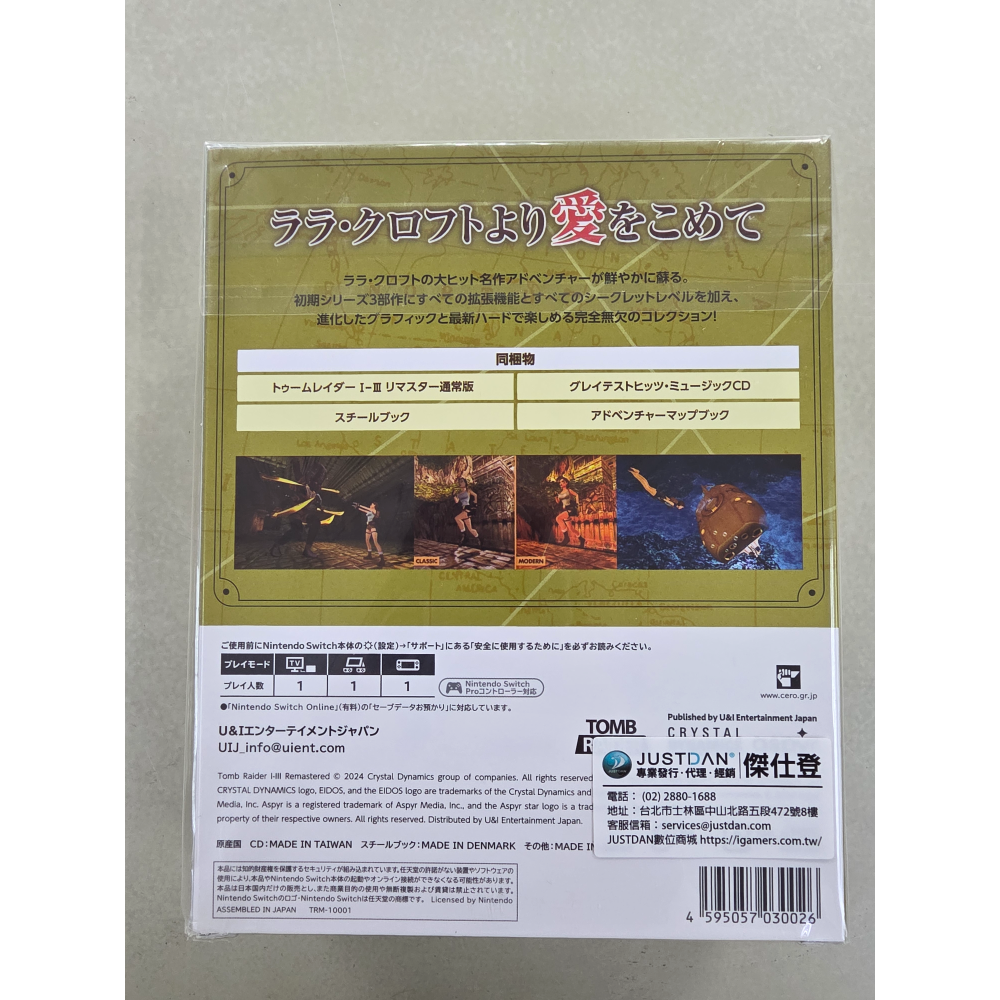 ララ・クロフトより愛をこめて
ララ・クロフトの大ヒット名作アドベンチャーが鮮やかに蘇る。
初期シリーズ3部作にすべての拡張機能とすべてのシークレットレベルを加え、
進化したグラフィックと最新ハードで楽しめる完全無欠のコレクション!
同梱物
トゥームレイダー I-III リマスター通常版
グレイテストヒッツ・ミュージックCD
スチールブック
アドベンチャーマップブック
CLASSIC
MODERN
CENTRAL
AMERICA
ご使用前にNintendo Switch本体の(設定)→「サポート」にある「安全に使用するために」を必ずお読みください。
プレイモード TV
プレイ人数 1 1 1
Nintendo Switch
Proコントローラー対応
www.cero.gr.jp
●「Nintendo Switch Online」(有料)の「セーブデータお預かり」に対応しています。
U&Iエンターテイメントジャパン
UIJ_info@uient.com
TOMB
Published by U&I Entertainment Japan
CRYSTAL
Tomb Raider I-III Remastered © 2024 Crystal Dynamics group of companies. All rights reserved
CRYSTAL DYNAMICS logo, EIDOS, and the EIDOS logo are trademarks of the Crystal Dynamics and
Media, Inc. Aspyr is a registered trademark of Aspyr Media, Inc., and the Aspyr star logo is a trad
property of their respective owners. All rights reserved. Distributed by U&I Entertainment Japan.
原産国 CD:MADE IN TAIWAN スチールブック:MADE IN DENMARK その他:MADE IN
JUSTDAN® 傑仕登
專業發行・代理・經銷
電話: (02) 2880-1688
地址: 台北市士林區中山北路五段472號8樓
客服信箱: services@justdan.com
JUSTDAN數位商城 https://igamers.com.tw/
本品には知的財産権を保護するセキュリティが組み込まれています。任天堂の許諾がない装置やソフトウェアの
使用により、本品やNintendo Switch本体の起動やオンライン接続ができなくなる可能性があります。
本品は日本国内だけの販売とし、また商業目的の使用や無断複製および賃貸は禁止されています。
Nintendo Switchのロゴ・Nintendo Switchは任天堂の商標です。 Licensed by Nintendo
ASSEMBLED IN JAPAN TRM-10001
4 595057 030026